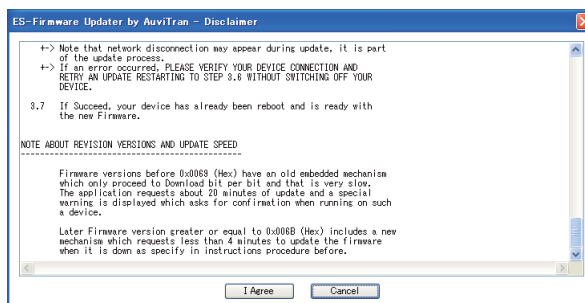 ES-Firmware Updater by AuviTran - Disclaimer
+-> Note that network disconnection may appear during update, it is part
of the update process.
+-> If an error occurred, PLEASE VERIFY YOUR DEVICE CONNECTION AND
RETRY AN UPDATE RESTARTING TO STEP 3.6 WITHOUT SWITCHING OFF YOUR
DEVICE.
3.7 If Succeed, your device has already been reboot and is ready with
the new Firmware.
NOTE ABOUT REVISION VERSIONS AND UPDATE SPEED
---------------------------------------------
Firmware versions before 0x0069 (Hex) have an old embedded mechanism
which only proceed to Download bit per bit and that is very slow.
The application requests about 20 minutes of update and a special
warning is displayed which asks for confirmation when running on such
a device.
Later Firmware version greater or equal to 0x006B (Hex) includes a new
mechanism which requests less than 4 minutes to update the firmware
when it is down as specify in instructions procedure before.
I Agree
Cancel